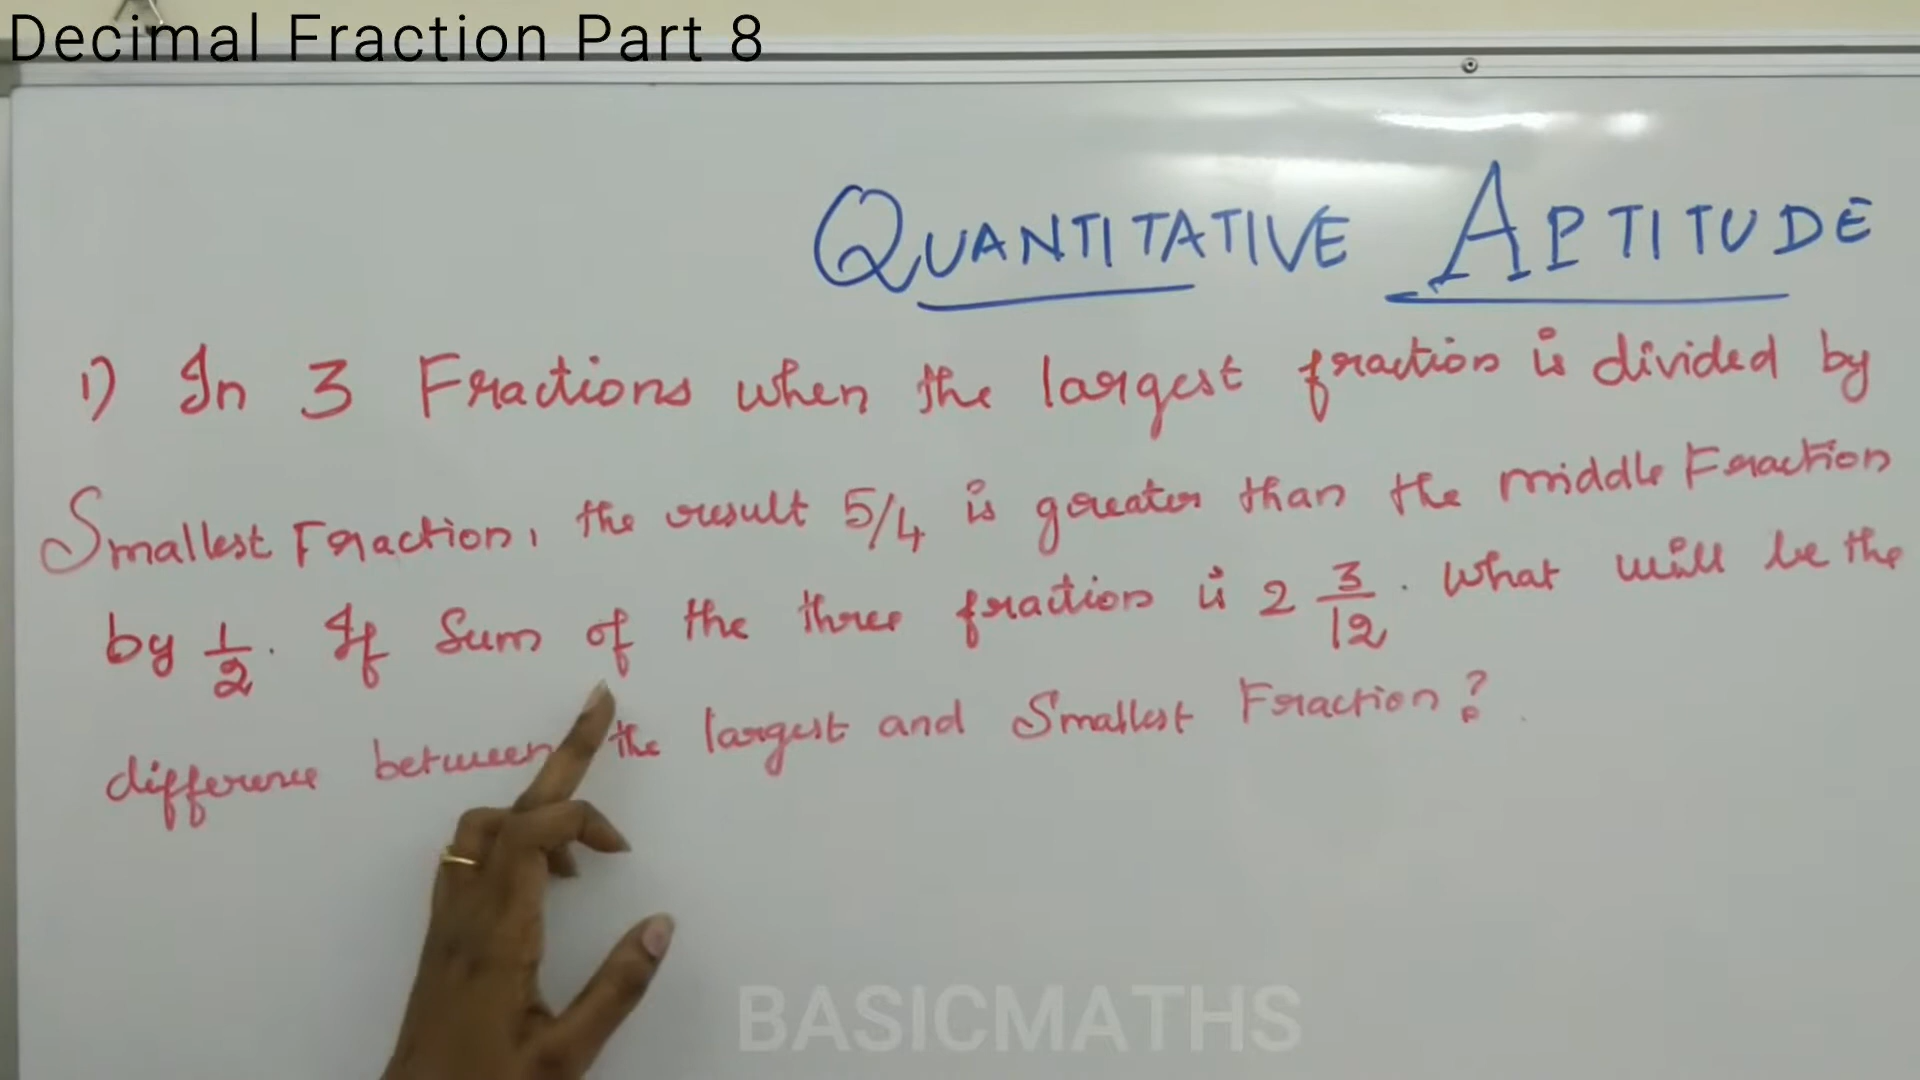 Decimal Fraction Part 8
QUANTITATIVE APTITUDE
1) In 3 Fractions when the largest fraction is divided by
Smallest Fraction, the result 5/4 is greater than the middle Fraction
by 1/2. If Sum of the three fraction is 2 3/12. What will be the
difference between the largest and Smallest Fraction?
BASICMATHS